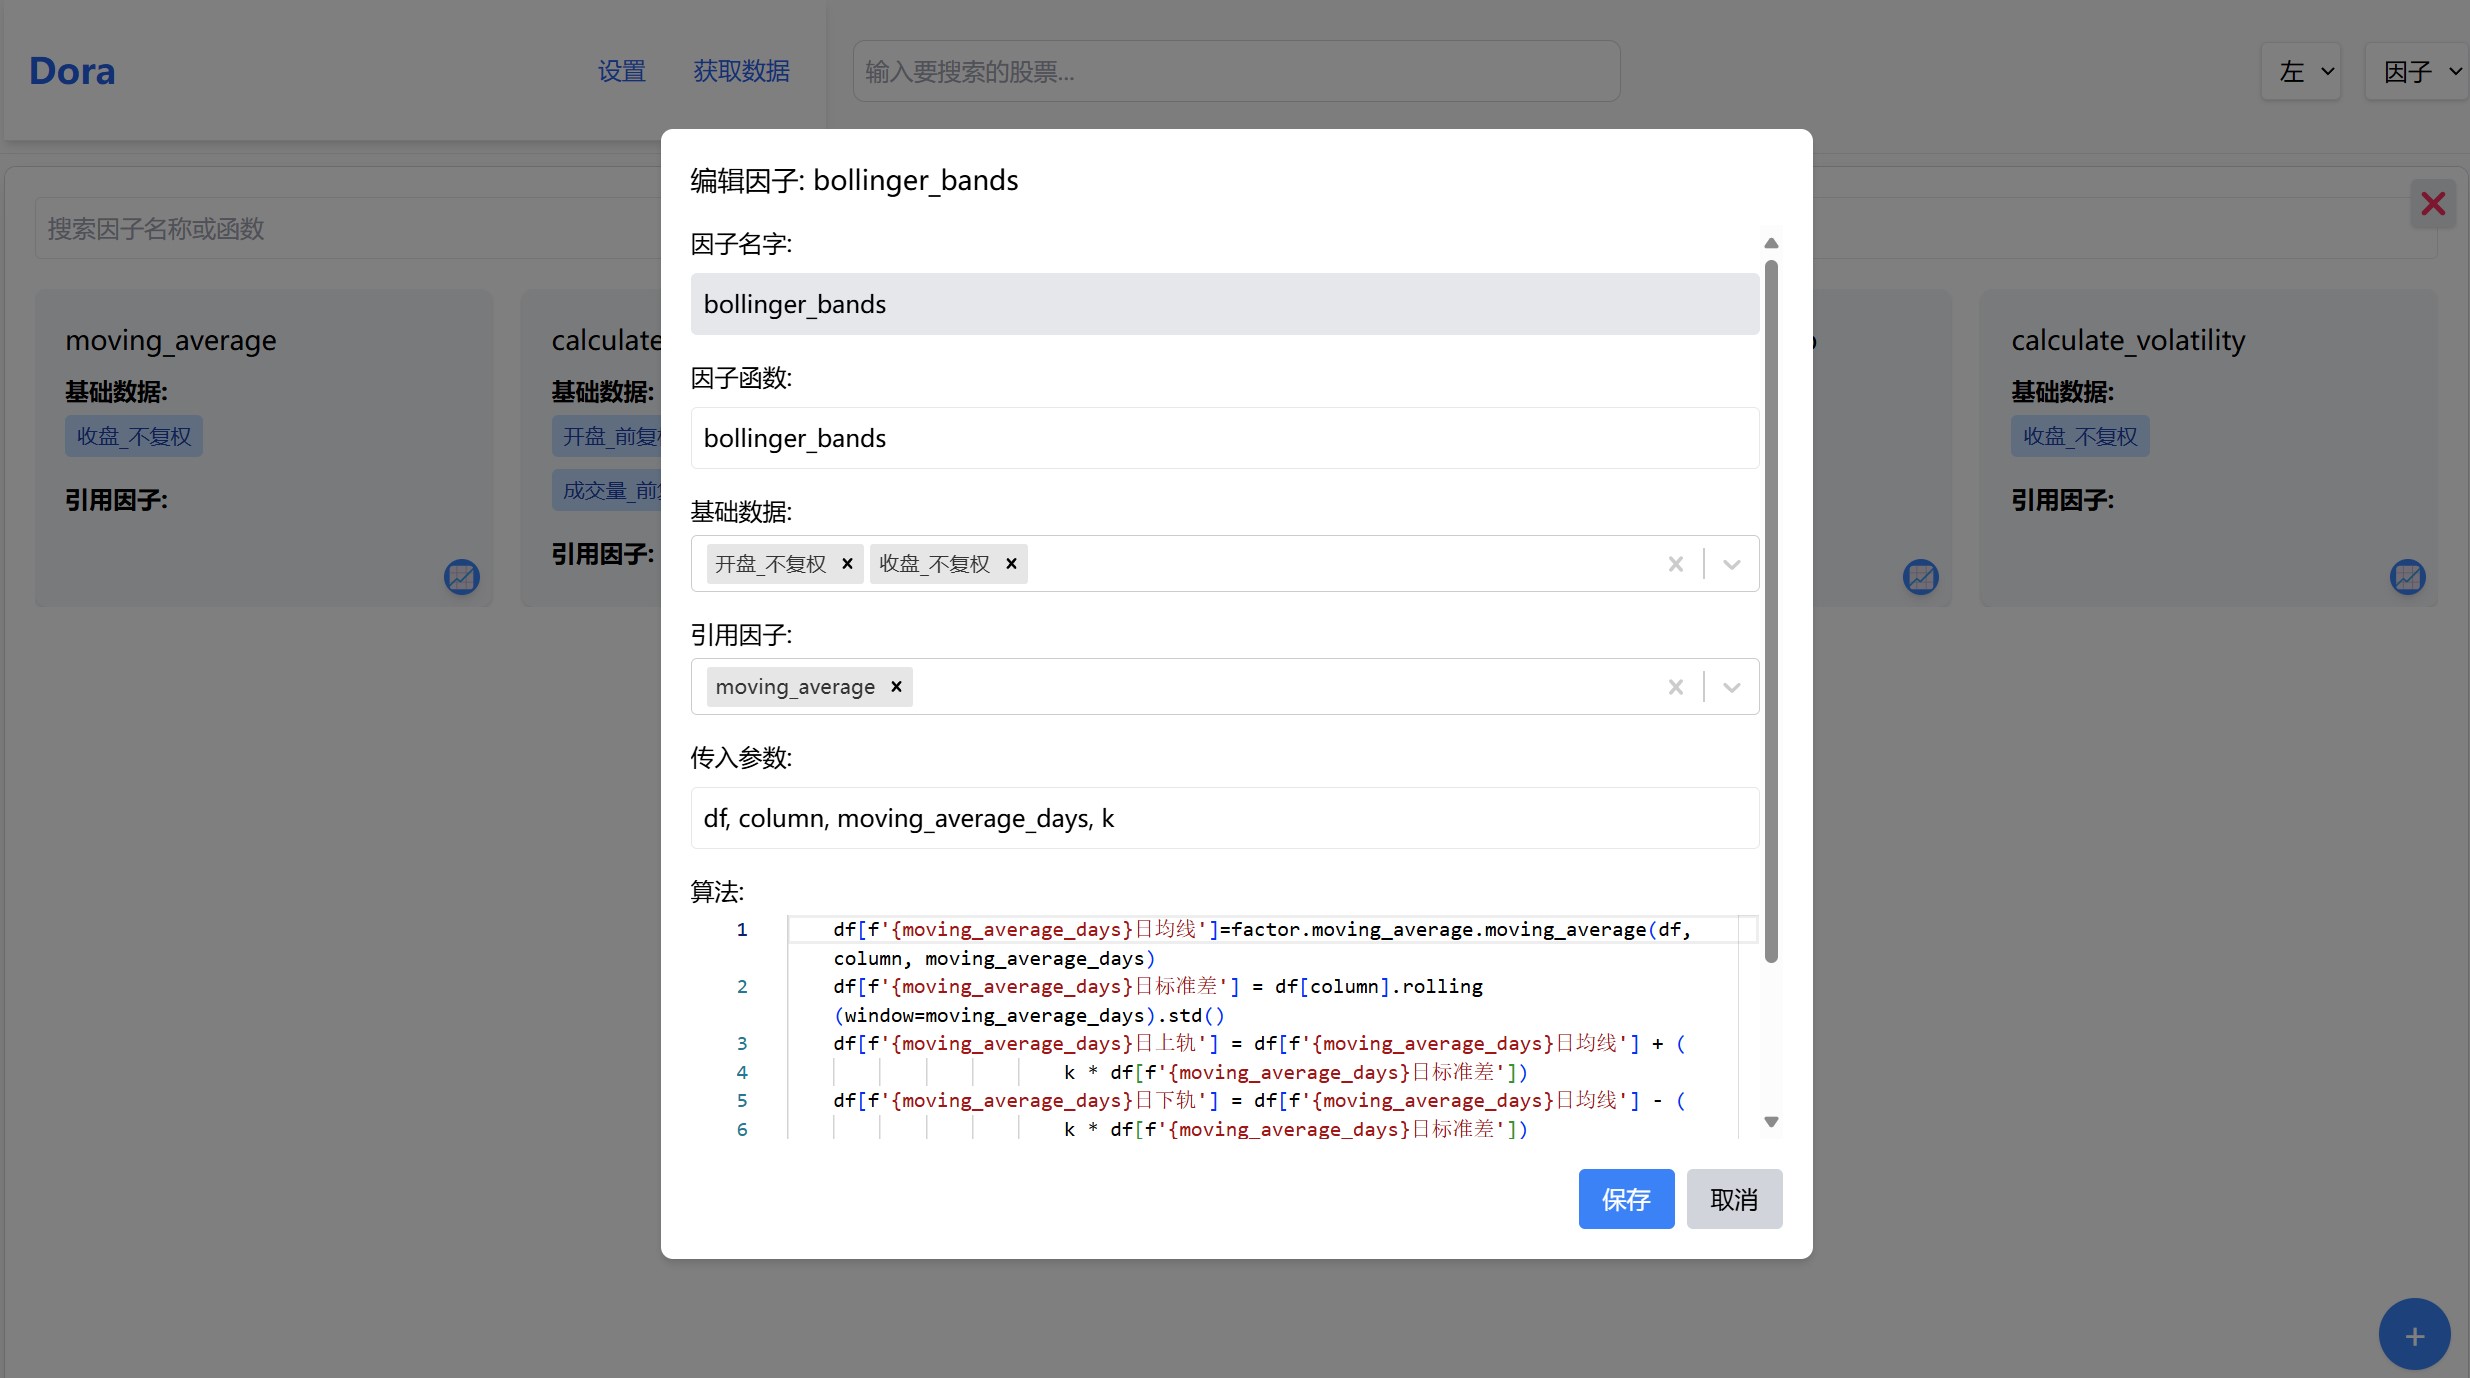 Dora
设置
获取数据
输入要搜索的股票...
左
因子
搜索因子名称或函数
moving_average
基础数据:
收盘_不复权
引用因子:
calculate
基础数据:
开盘_前复权
成交量_前
引用因子:
calculate_volatility
基础数据:
收盘_不复权
引用因子:
编辑因子: bollinger_bands
因子名字:
bollinger_bands
因子函数:
bollinger_bands
基础数据:
开盘_不复权
收盘_不复权
引用因子:
moving_average
传入参数:
df, column, moving_average_days, k
算法:
1 df[f'{moving_average_days}日均线']=factor.moving_average.moving_average(df,
column, moving_average_days)
2 df[f'{moving_average_days}日标准差'] = df[column].rolling
(window=moving_average_days).std()
3 df[f'{moving_average_days}日上轨'] = df[f'{moving_average_days}日均线'] + (
4 k * df[f'{moving_average_days}日标准差'])
5 df[f'{moving_average_days}日下轨'] = df[f'{moving_average_days}日均线'] - (
6 k * df[f'{moving_average_days}日标准差'])
保存
取消
+